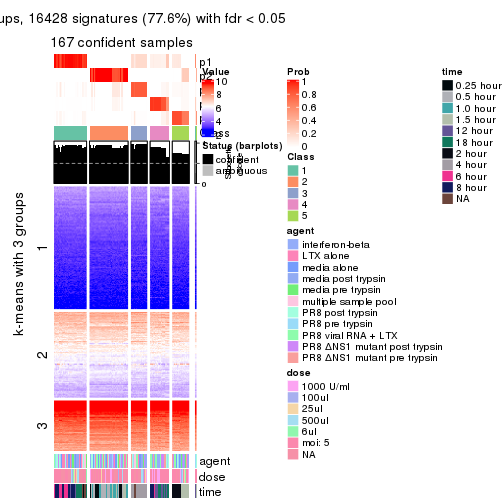 ups, 16428 signatures (77.6%) with fdr < 0.05
167 confident samples
p1
p2
Value
10
8
6
4
2
Class
Status (barplots)
confident
ambiguous
0
1
2
3
k-means with 3 groups
agent
dose
time
Prob
1
0.8
0.6
0.4
0.2
0
Class
1
2
3
4
5
agent
interferon-beta
LTX alone
media alone
media post trypsin
media pre trypsin
multiple sample pool
PR8 post trypsin
PR8 pre trypsin
PR8 viral RNA + LTX
PR8 ΔNS1 mutant post trypsin
PR8 ΔNS1 mutant pre trypsin
dose
1000 U/ml
100ul
25ul
500ul
6ul
moi: 5
NA
time
0.25 hour
0.5 hour
1.0 hour
1.5 hour
12 hour
18 hour
2 hour
4 hour
6 hour
8 hour
NA